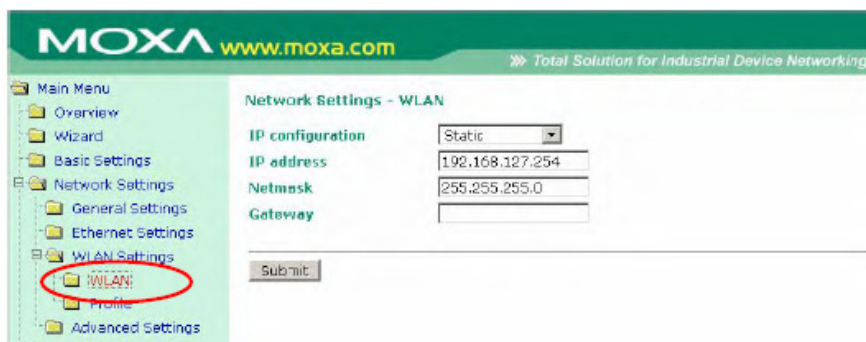 MOXA www.moxa.com
Total Solution for Industrial Device Networking
Main Menu
Overview
Wizard
Basic Settings
Network Settings
General Settings
Ethernet Settings
WLAN Settings
WLAN
Profile
Advanced Settings
Network Settings - WLAN
IP configuration Static
IP address 192.168.127.254
Netmask 255.255.255.0
Gateway
Submit